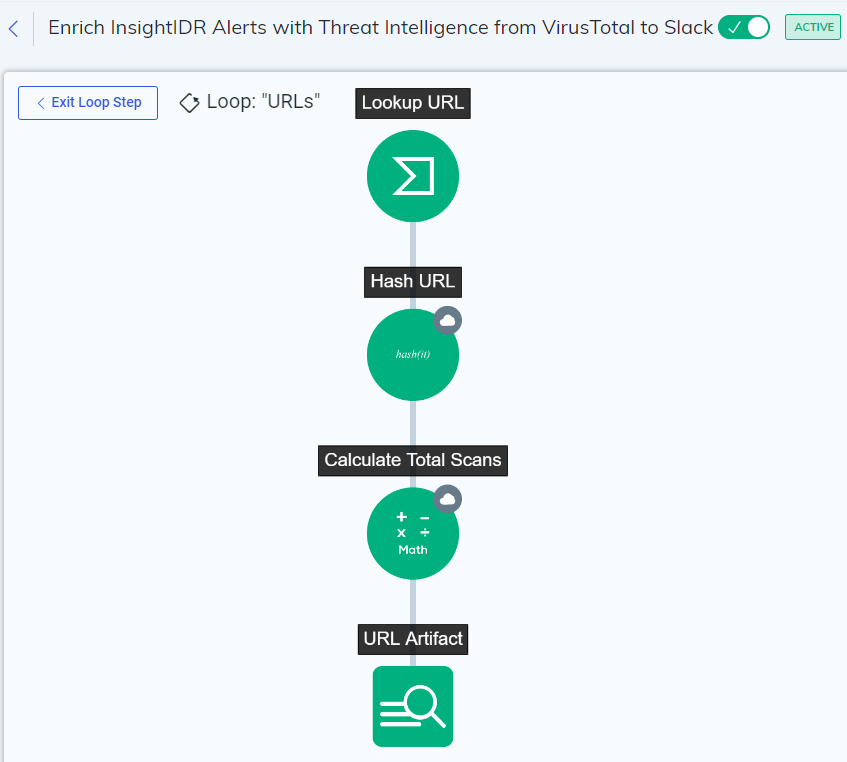 Enrich InsightIDR Alerts with Threat Intelligence from VirusTotal to Slack
ACTIVE
Exit Loop Step
Loop: "URLs"
Lookup URL
Hash URL
hash(it)
Calculate Total Scans
+ −
x ÷
Math
URL Artifact